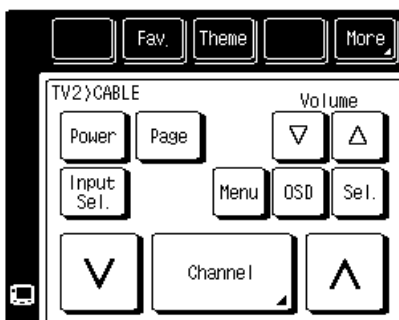 Fav. Theme More
TV2〉CABLE
Volume
Power Page
Input
Sel.
Menu OSD Sel.
Channel